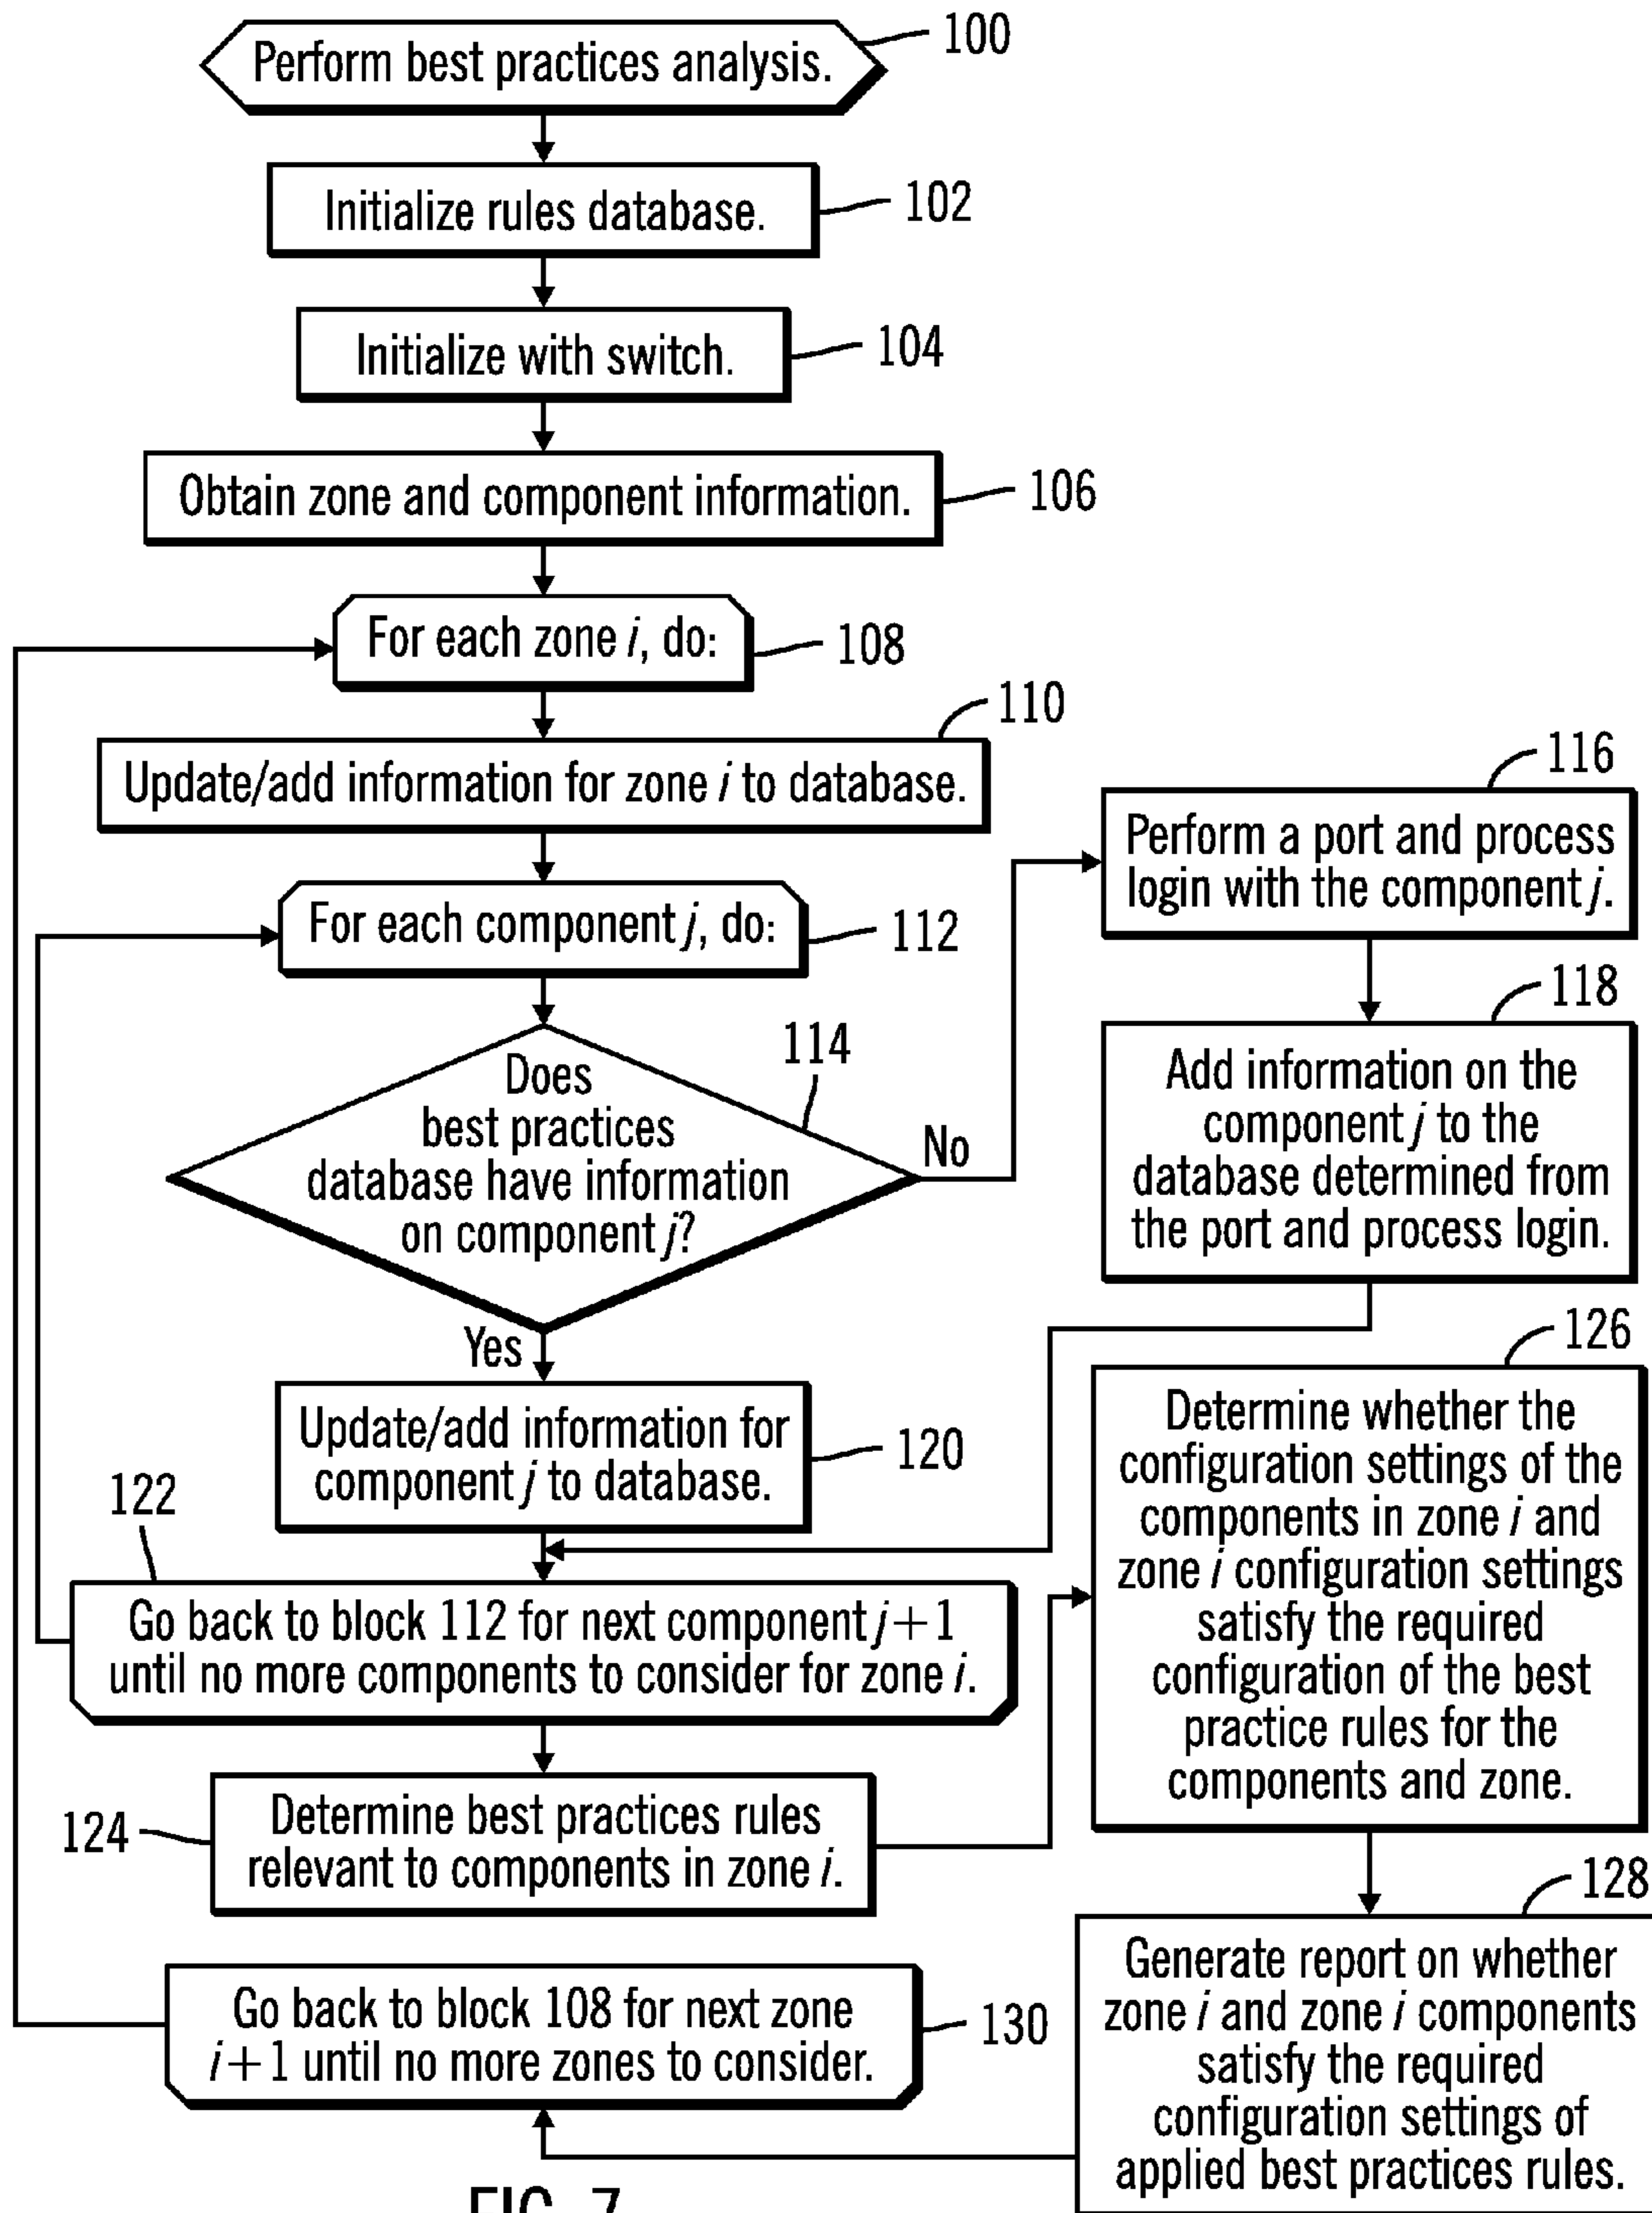 Perform best practices analysis.
100
Initialize rules database.
102
Initialize with switch.
104
Obtain zone and component information.
106
For each zone i, do:
108
110
Update/add information for zone i to database.
116
Perform a port and process
login with the component j.
For each component j, do:
112
118
Add information on the
component j to the
database determined from
the port and process login.
114
Does
best practices
database have information
on component j?
No
Yes
126
Determine whether the
configuration settings of the
components in zone i and
zone i configuration settings
satisfy the required
configuration of the best
practice rules for the
components and zone.
Update/add information for
component j to database.
120
122
Go back to block 112 for next component j+1
until no more components to consider for zone i.
124
Determine best practices rules
relevant to components in zone i.
128
Generate report on whether
zone i and zone i components
satisfy the required
configuration settings of
applied best practices rules.
Go back to block 108 for next zone
i+1 until no more zones to consider.
130
FIG. 7